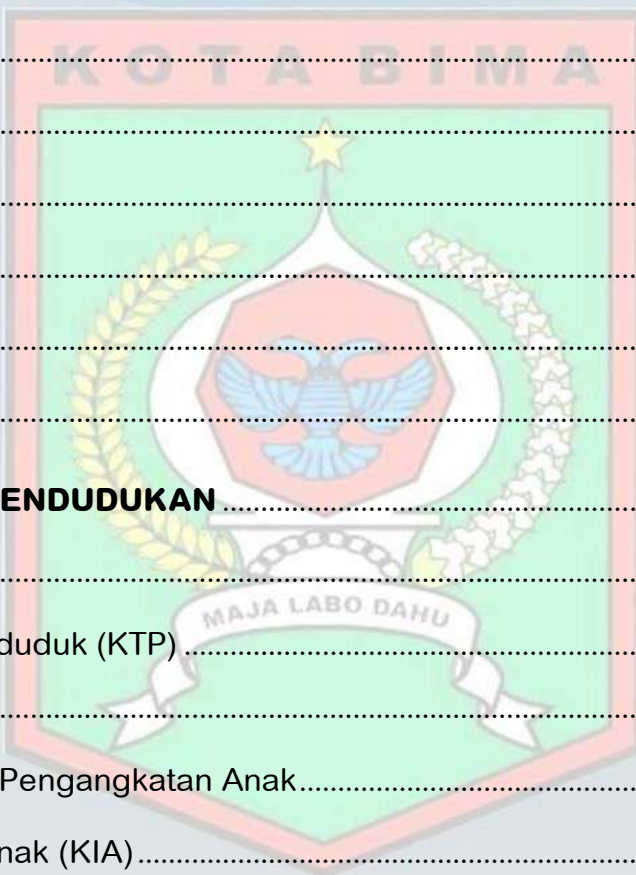 KOTA BIMA
................................................................
................................................................
................................................................
................................................................
................................................................
................................................................
ENDUDUKAN................................................
................................................................
MAJA LABO DAHU
duduk (KTP)................................................
................................................................
Pengangkatan Anak....................................
nak (KIA)....................................................